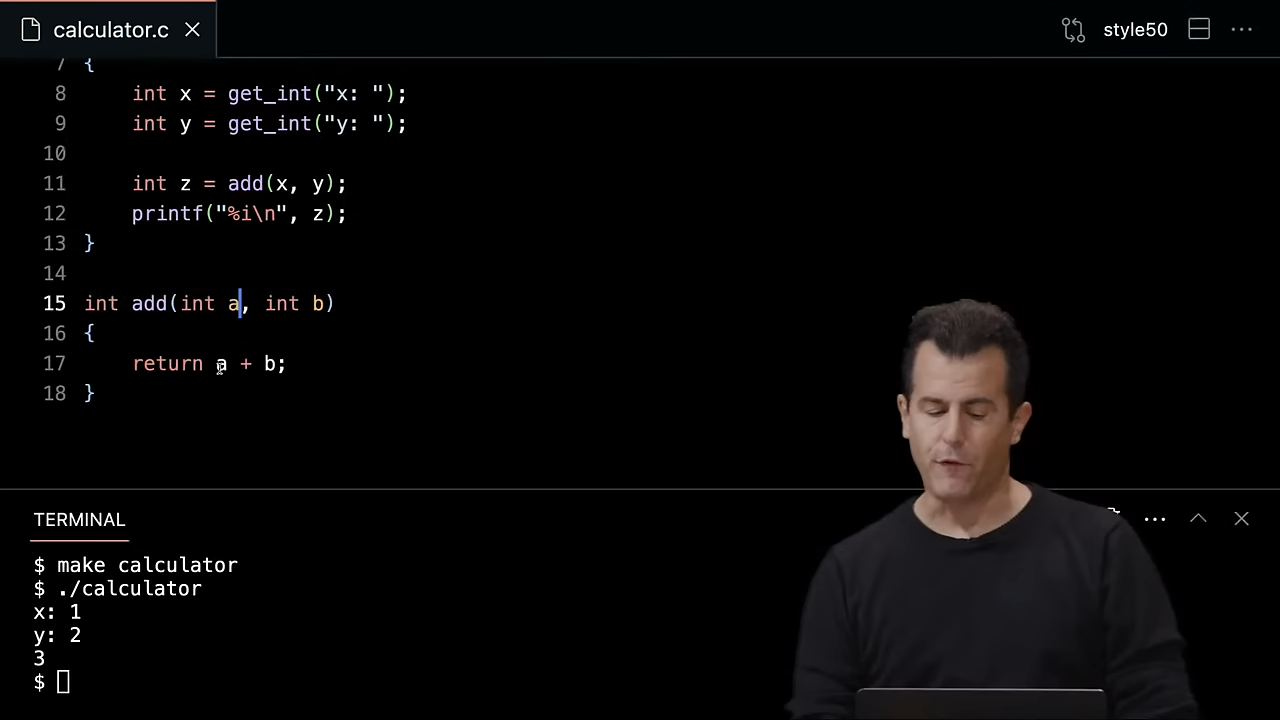 calculator.c
style50
7 {
8 int x = get_int("x: ");
9 int y = get_int("y: ");
10
11 int z = add(x, y);
12 printf("%i\n", z);
13 }
14
15 int add(int a, int b)
16 {
17 return a + b;
18 }
TERMINAL
$ make calculator
$ ./calculator
x: 1
y: 2
3
$